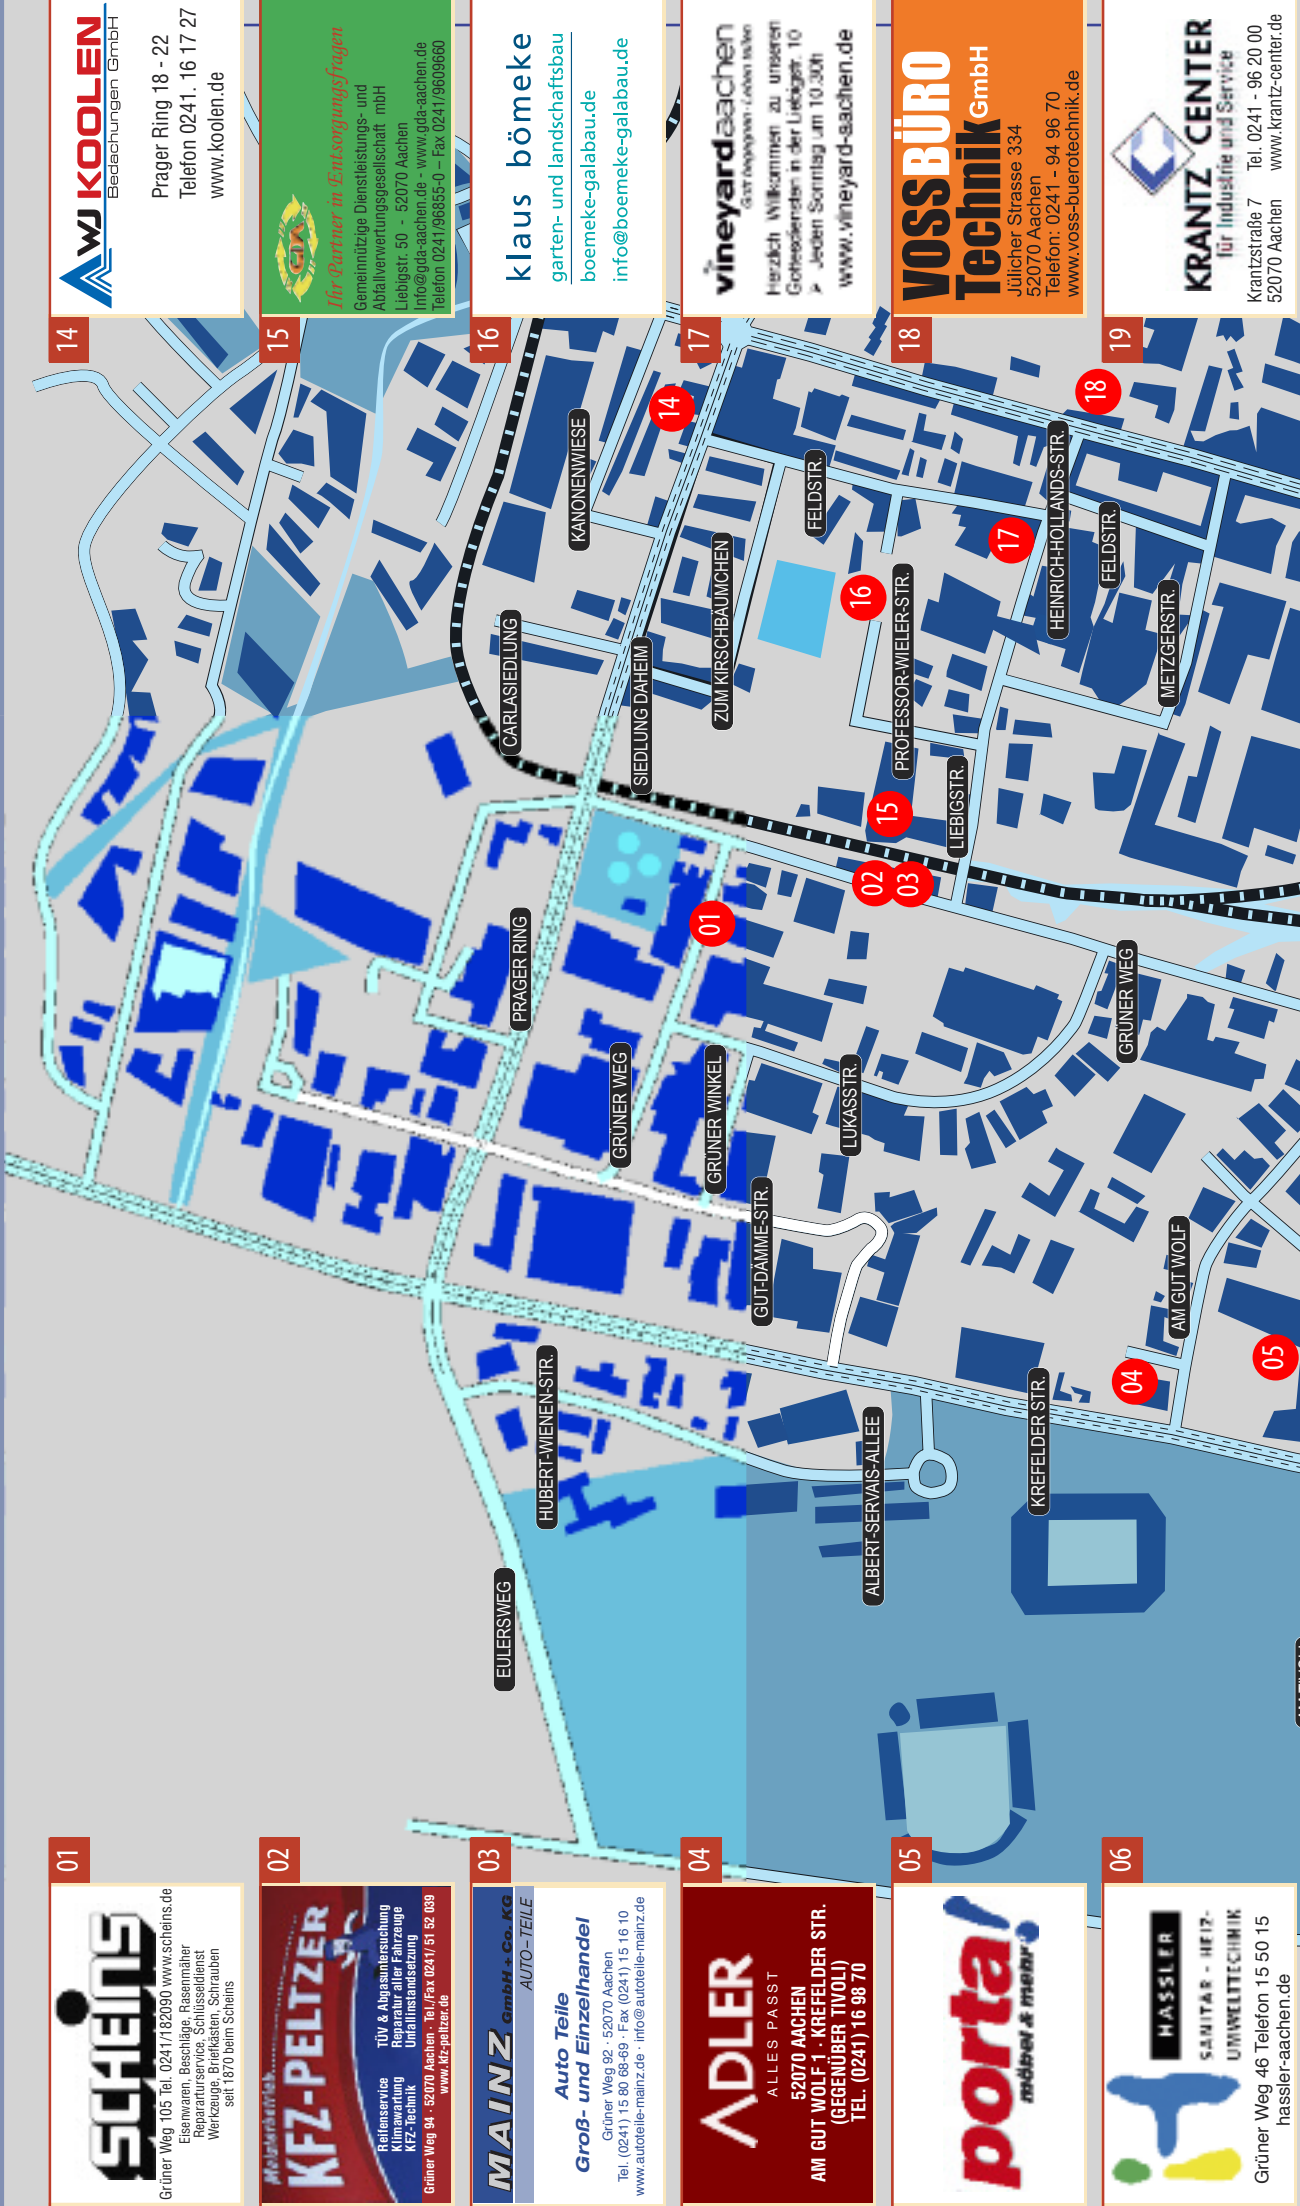 01
SCHEINS
Grüner Weg 105 Tel. 0241/182090 www.scheins.de
Eisenwaren, Beschläge, Rasenmäher
Repararturservice, Schlüsseldienst
Werkzeuge, Briefkästen, Schrauben
seit 1870 beim Scheins
02
Meisterbetrieb
KFZ-PELTZER
Reifenservice
Klimawartung
KFZ-Technik
TÜV & Abgasuntersuchung
Reparatur aller Fahrzeuge
Unfallinstandsetzung
Grüner Weg 94 · 52070 Aachen · Tel./Fax 0241/ 51 52 039
www.kfz-peltzer.de
03
MAINZ GmbH + Co. KG
AUTO-TEILE
Auto Teile
Groß- und Einzelhandel
Grüner Weg 92 · 52070 Aachen
Tel. (0241) 15 80 68-69 · Fax (0241) 15 16 10
www.autoteile-mainz.de · info@autoteile-mainz.de
04
ADLER
ALLES PASST
52070 AACHEN
AM GUT WOLF 1 · KREFELDER STR.
(GEGENÜBER TIVOLI)
TEL. (0241) 16 98 70
05
porta!
möbel & mehr!
06
HASSLER
SANITÄR - HEIZ-
UMWELTTECHNIK
Grüner Weg 46 Telefon 15 50 15
hassler-aachen.de
EULERSWEG
HUBERT-WIENEN-STR.
ALBERT-SERVAIS-ALLEE
KREFELDER STR.
04
05
AM GUT WOLF
GUT-DÄMME-STR.
GRÜNER WEG
GRÜNER WINKEL
LUKASSTR.
PRAGER RING
GRÜNER WEG
01
02
03
15
LIEBIGSTR.
CARLASIEDLUNG
SIEDLUNG DAHEIM
ZUM KIRSCHBÄUMCHEN
PROFESSOR-WIELER-STR.
16
METZGERSTR.
KANONENWIESE
FELDSTR.
17
HEINRICH-HOLLANDS-STR.
FELDSTR.
14
18
14
WJ KOOLEN
Bedachungen GmbH
Prager Ring 18 - 22
Telefon 0241. 16 17 27
www.koolen.de
15
GDA
Ihr Partner in Entsorgungsfragen
Gemeinnützige Dienstleistungs- und
Abfallverwertungsgesellschaft mbH
Liebigstr. 50 - 52070 Aachen
Info@gda-aachen.de - www.gda-aachen.de
Telefon 0241/96855-0 – Fax 0241/9609660
16
klaus bömeke
garten- und landschaftsbau
boemeke-galabau.de
info@boemeke-galabau.de
17
vineyardaachen
Gott begegnen · Leben teilen
Herzlich Willkommen zu unseren
Gottesdiensten in der Liebigstr. 10
➢ Jeden Sonntag um 10.30h
www.vineyard-aachen.de
18
VOSS BÜRO
Technik GmbH
Jülicher Strasse 334
52070 Aachen
Telefon: 0241 - 94 96 70
www.voss-buerotechnik.de
19
KRANTZ CENTER
für Industrie und Service
Krantzstraße 7 Tel. 0241 - 96 20 00
52070 Aachen www.krantz-center.de